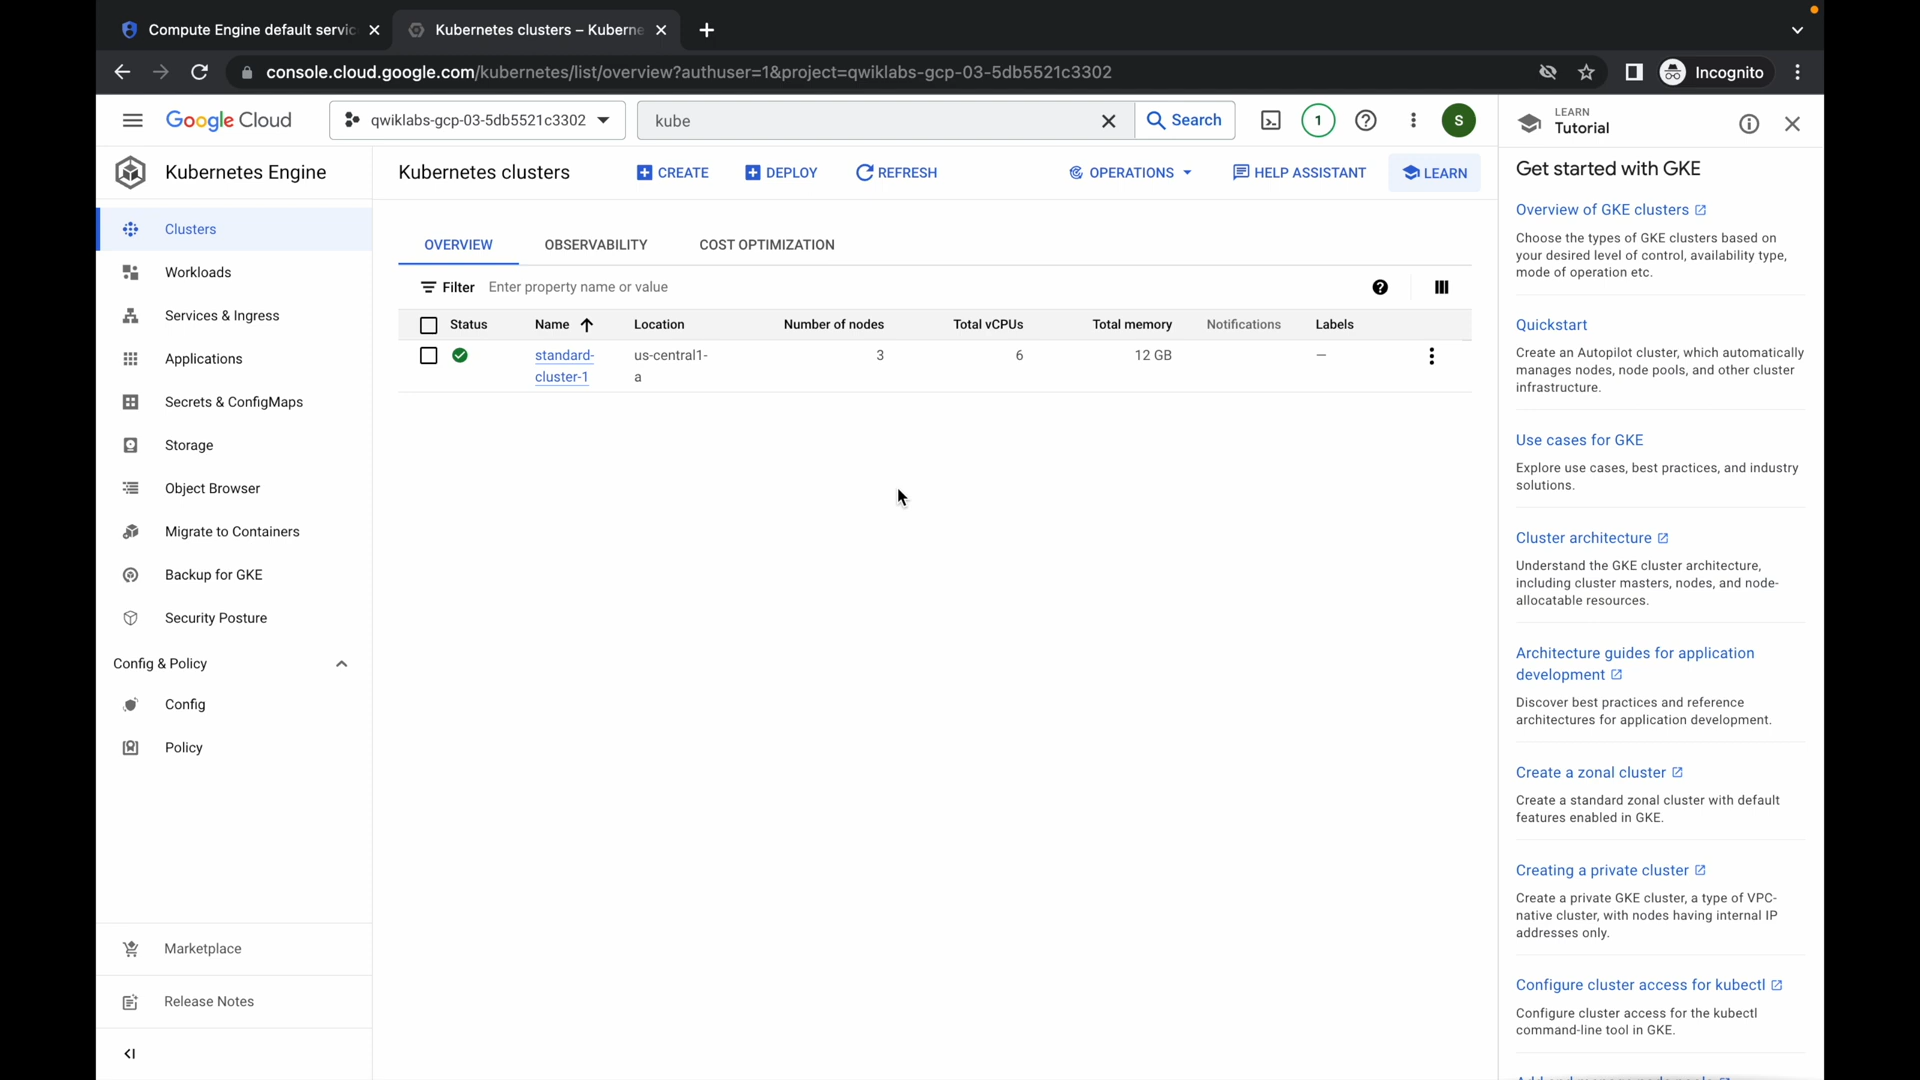 Compute Engine default servic
Kubernetes clusters – Kuberne
console.cloud.google.com/kubernetes/list/overview?authuser=1&project=qwiklabs-gcp-03-5db5521c3302
Incognito
Google Cloud
qwiklabs-gcp-03-5db5521c3302
kube
Search
1
S
LEARN
Tutorial
Kubernetes Engine
Kubernetes clusters
CREATE
DEPLOY
REFRESH
OPERATIONS
HELP ASSISTANT
LEARN
Clusters
Workloads
Services & Ingress
Applications
Secrets & ConfigMaps
Storage
Object Browser
Migrate to Containers
Backup for GKE
Security Posture
Config & Policy
Config
Policy
Marketplace
Release Notes
OVERVIEW
OBSERVABILITY
COST OPTIMIZATION
Filter
Enter property name or value
Status
Name
Location
Number of nodes
Total vCPUs
Total memory
Notifications
Labels
standard-
cluster-1
us-central1-
a
3
6
12 GB
—
Get started with GKE
Overview of GKE clusters
Choose the types of GKE clusters based on
your desired level of control, availability type,
mode of operation etc.
Quickstart
Create an Autopilot cluster, which automatically
manages nodes, node pools, and other cluster
infrastructure.
Use cases for GKE
Explore use cases, best practices, and industry
solutions.
Cluster architecture
Understand the GKE cluster architecture,
including cluster masters, nodes, and node-
allocatable resources.
Architecture guides for application
development
Discover best practices and reference
architectures for application development.
Create a zonal cluster
Create a standard zonal cluster with default
features enabled in GKE.
Creating a private cluster
Create a private GKE cluster, a type of VPC-
native cluster, with nodes having internal IP
addresses only.
Configure cluster access for kubectl
Configure cluster access for the kubectl
command-line tool in GKE.